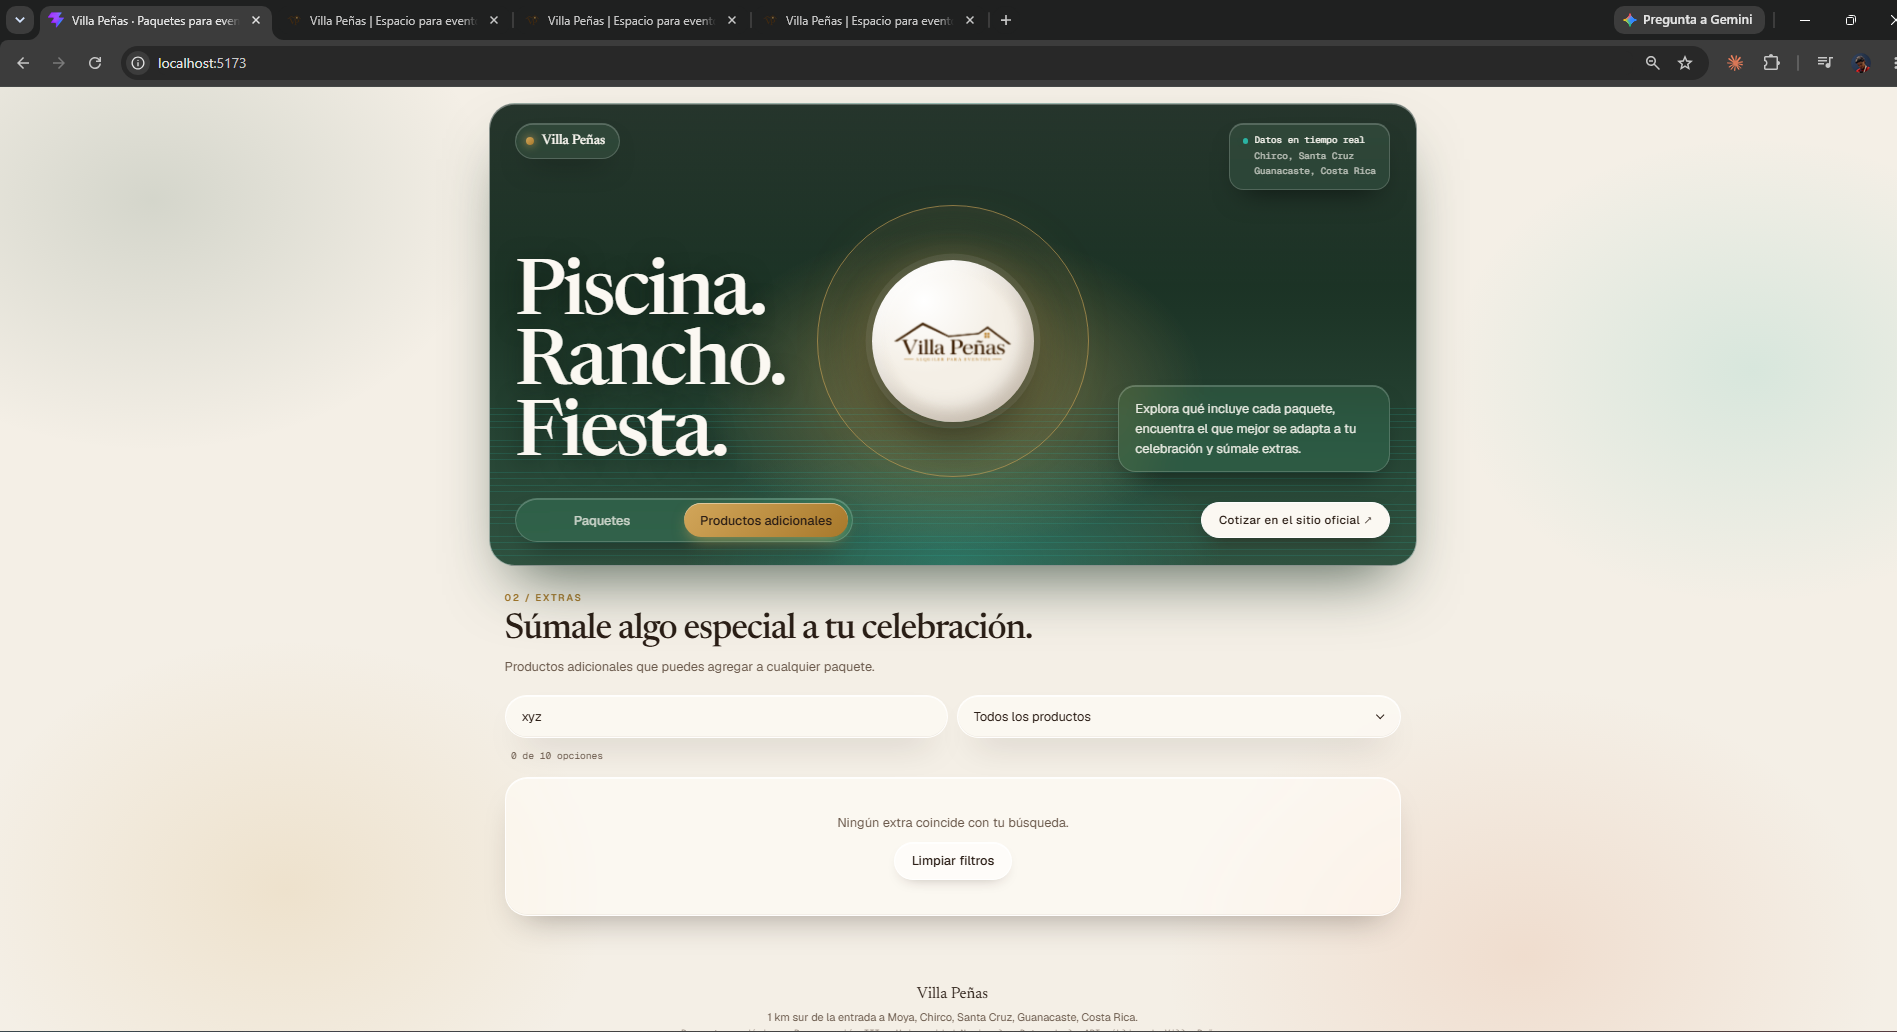 Villa Peñas · Paquetes para even
Villa Peñas | Espacio para event
Villa Peñas | Espacio para event
Villa Peñas | Espacio para event
Pregunta a Gemini
localhost:5173
Villa Peñas
Datos en tiempo real
Chirco, Santa Cruz
Guanacaste, Costa Rica
Piscina.
Rancho.
Fiesta.
Villa Peñas
Explora qué incluye cada paquete,
encuentra el que mejor se adapta a tu
celebración y súmale extras.
Paquetes
Productos adicionales
Cotizar en el sitio oficial ↗
02 / EXTRAS
Súmale algo especial a tu celebración.
Productos adicionales que puedes agregar a cualquier paquete.
xyz
Todos los productos
0 de 10 opciones
Ningún extra coincide con tu búsqueda.
Limpiar filtros
Villa Peñas
1 km sur de la entrada a Moya, Chirco, Santa Cruz, Guanacaste, Costa Rica.